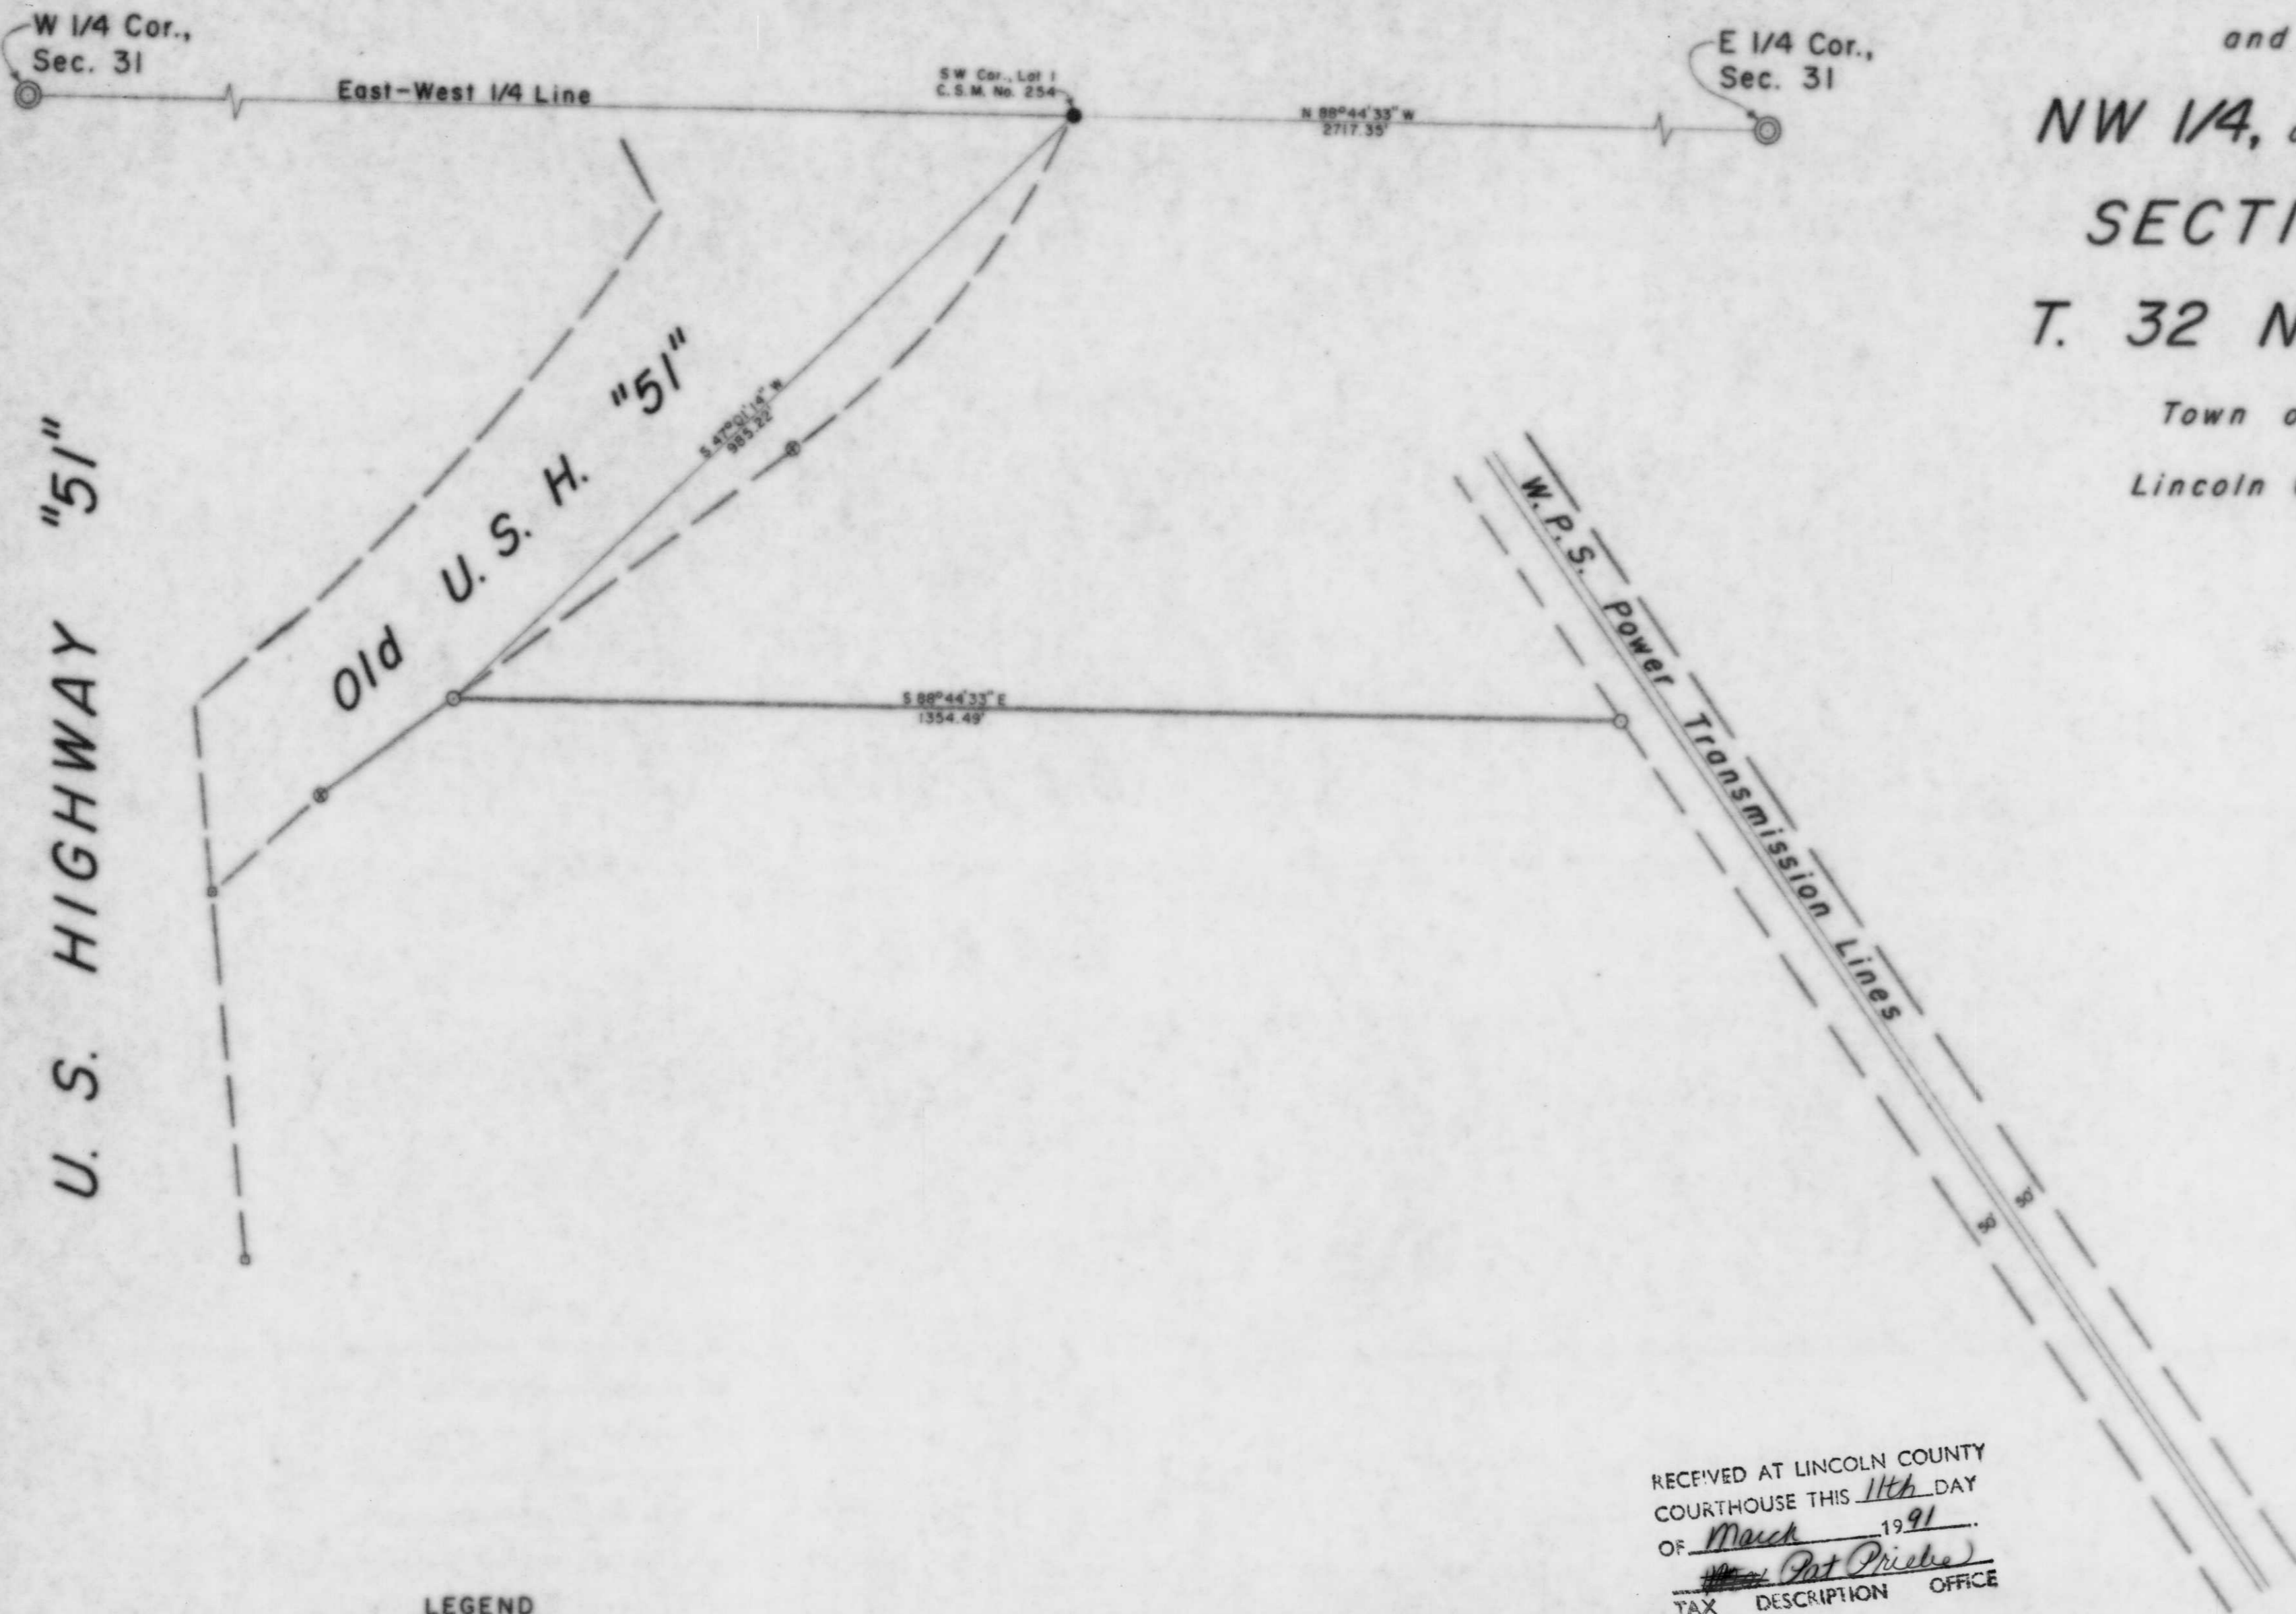 W 1/4 Cor.,
Sec. 31
East-West 1/4 Line
SW Cor., Lot 1
C.S.M. No. 254
N 88°44'33" W
2717.35'
E 1/4 Cor.,
Sec. 31
and
NW 1/4,
SECTI
T. 32 N
Town o
Lincoln
U. S. HIGHWAY "51"
Old U. S. H. "51"
S 47°01'14" W
985.22'
S 88°44'33" E
1354.49'
W. P. S. Power Transmission Lines
50'
50'
RECEIVED AT LINCOLN COUNTY
COURTHOUSE THIS 11th DAY
OF March 1991.
Pat Priebe
TAX DESCRIPTION OFFICE
LEGEND